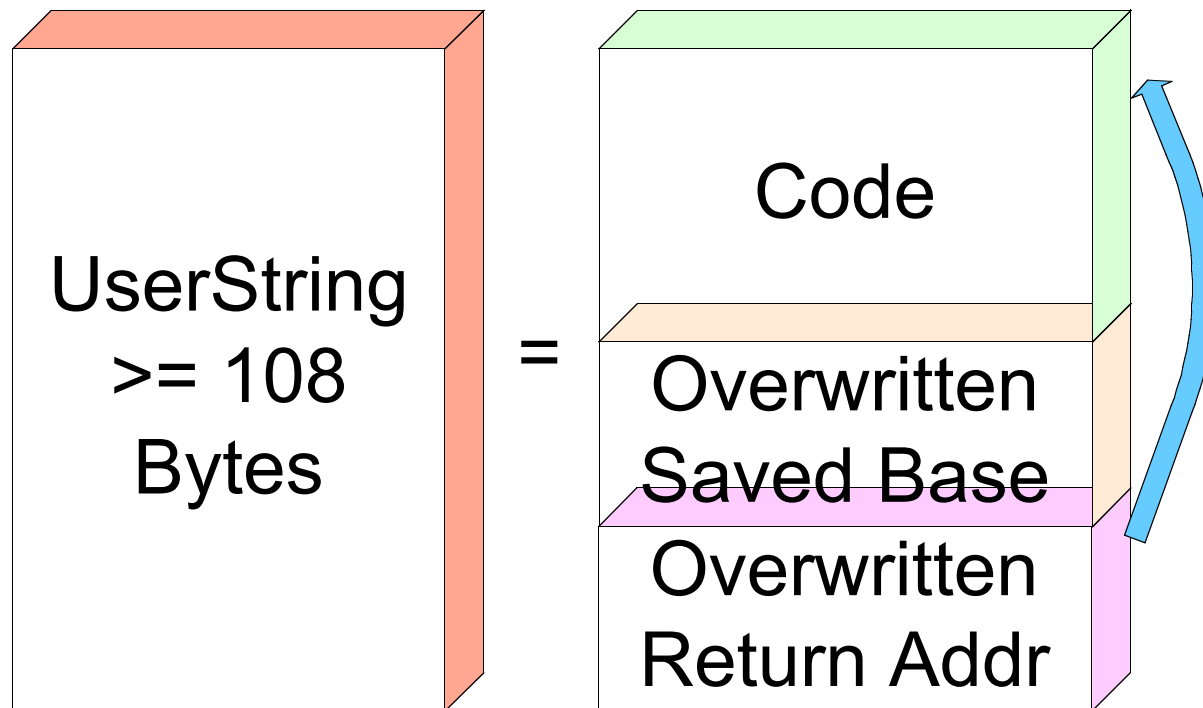 UserString
>= 108
Bytes
=
Code
Overwritten
Saved Base
Overwritten
Return Addr